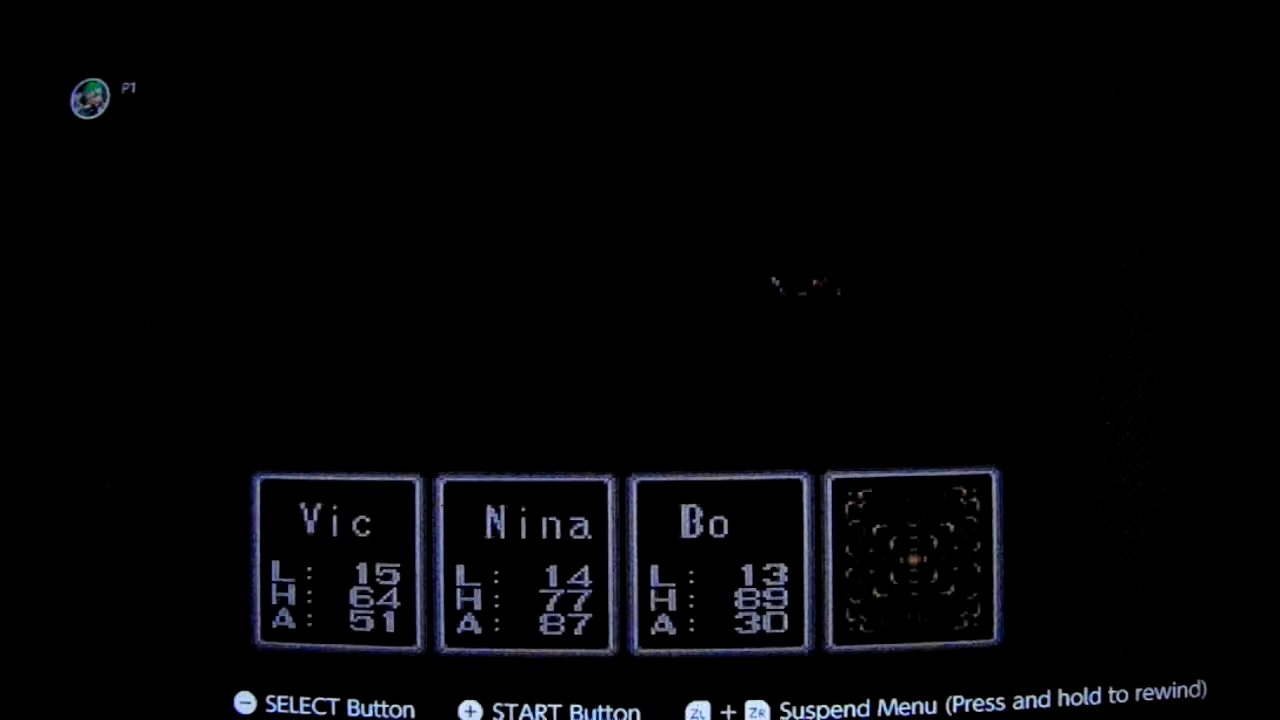 P1
Vic
L: 15
H: 64
A: 51
Nina
L: 14
H: 77
A: 87
Bo
L: 13
H: 89
A: 30
− SELECT Button + START Button ZL + ZR Suspend Menu (Press and hold to rewind)